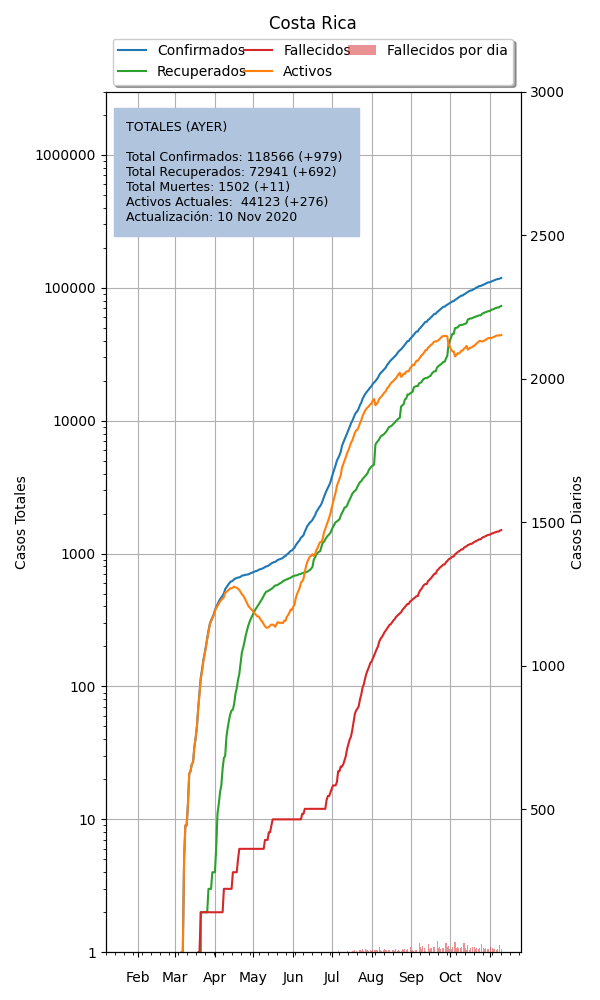 Costa Rica
Confirmados Fallecidos Fallecidos por dia
Recuperados Activos
TOTALES (AYER)
Total Confirmados: 118566 (+979)
Total Recuperados: 72941 (+692)
Total Muertes: 1502 (+11)
Activos Actuales:  44123 (+276)
Actualización: 10 Nov 2020
Casos Totales
1000000
100000
10000
1000
100
10
1
3000
2500
2000
1500
1000
500
Casos Diarios
Feb Mar Apr May Jun Jul Aug Sep Oct Nov